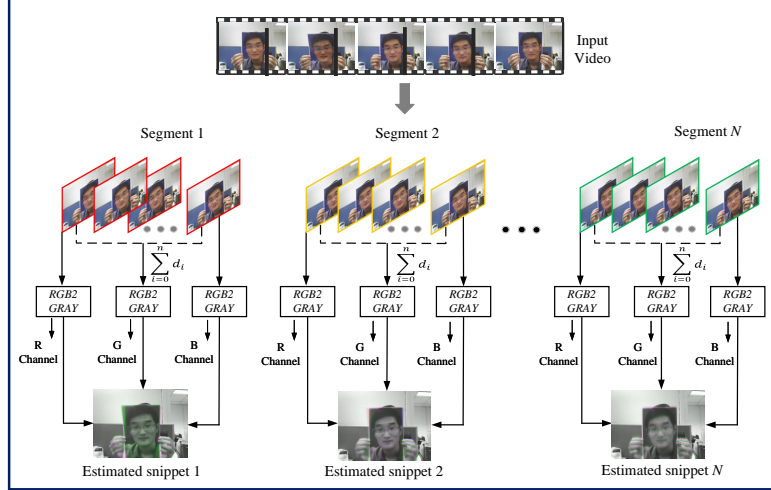 Input
Video
Segment 1
Segment 2
Segment N
• • •
n
∑ d_i
i=0
n
∑ d_i
i=0
n
∑ d_i
i=0
RGB2
GRAY
RGB2
GRAY
RGB2
GRAY
RGB2
GRAY
RGB2
GRAY
RGB2
GRAY
RGB2
GRAY
RGB2
GRAY
RGB2
GRAY
R
Channel
G
Channel
B
Channel
R
Channel
G
Channel
B
Channel
R
Channel
G
Channel
B
Channel
Estimated snippet 1
Estimated snippet 2
Estimated snippet N